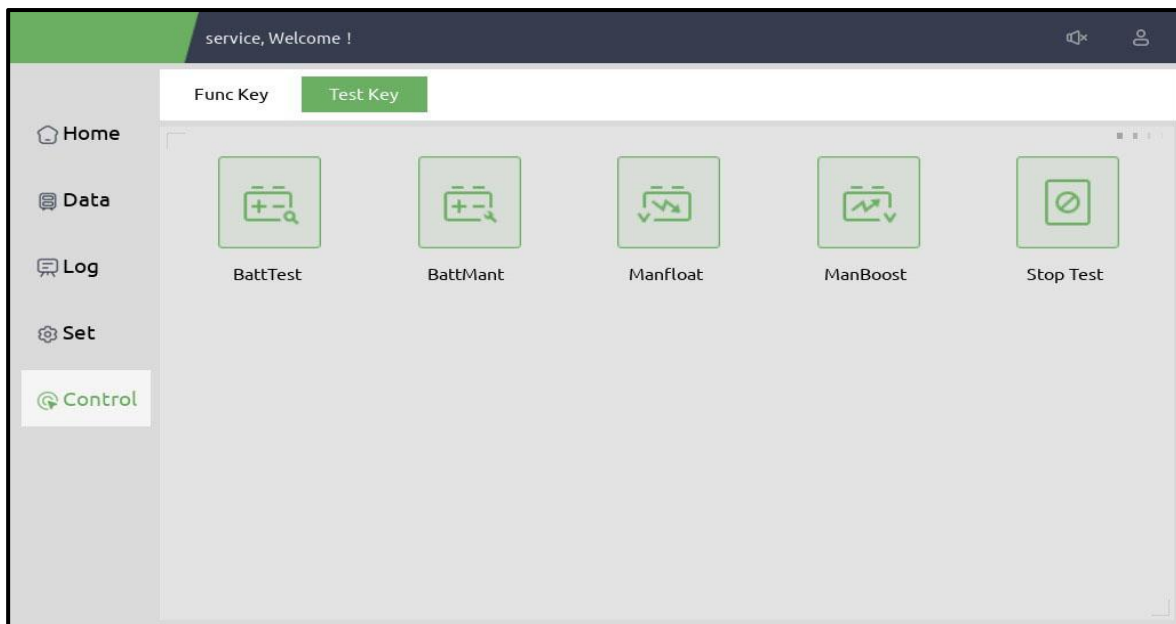 service, Welcome !
Func Key Test Key
Home
Data
Log
Set
Control
BattTest BattMant Manfloat ManBoost Stop Test